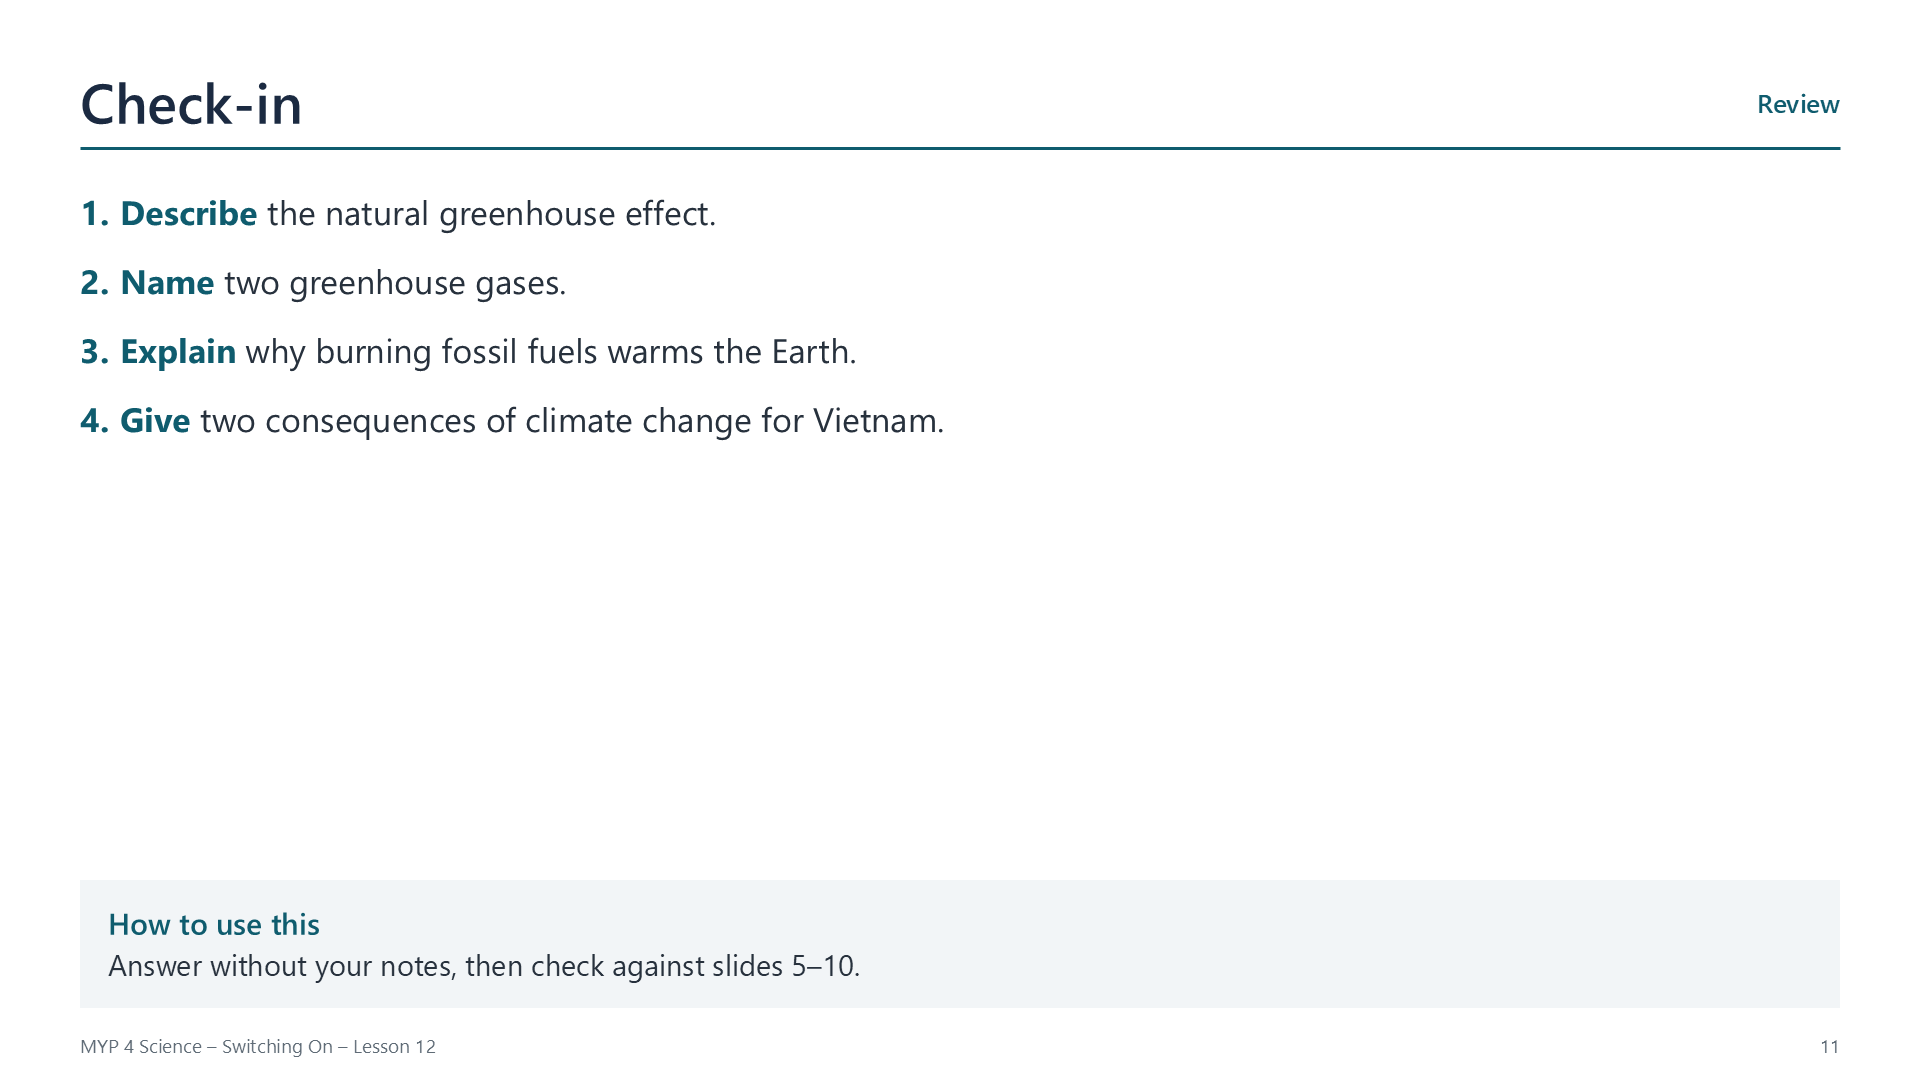 Check-in
Review
1. Describe the natural greenhouse effect.
2. Name two greenhouse gases.
3. Explain why burning fossil fuels warms the Earth.
4. Give two consequences of climate change for Vietnam.
How to use this
Answer without your notes, then check against slides 5–10.
MYP 4 Science – Switching On – Lesson 12
11